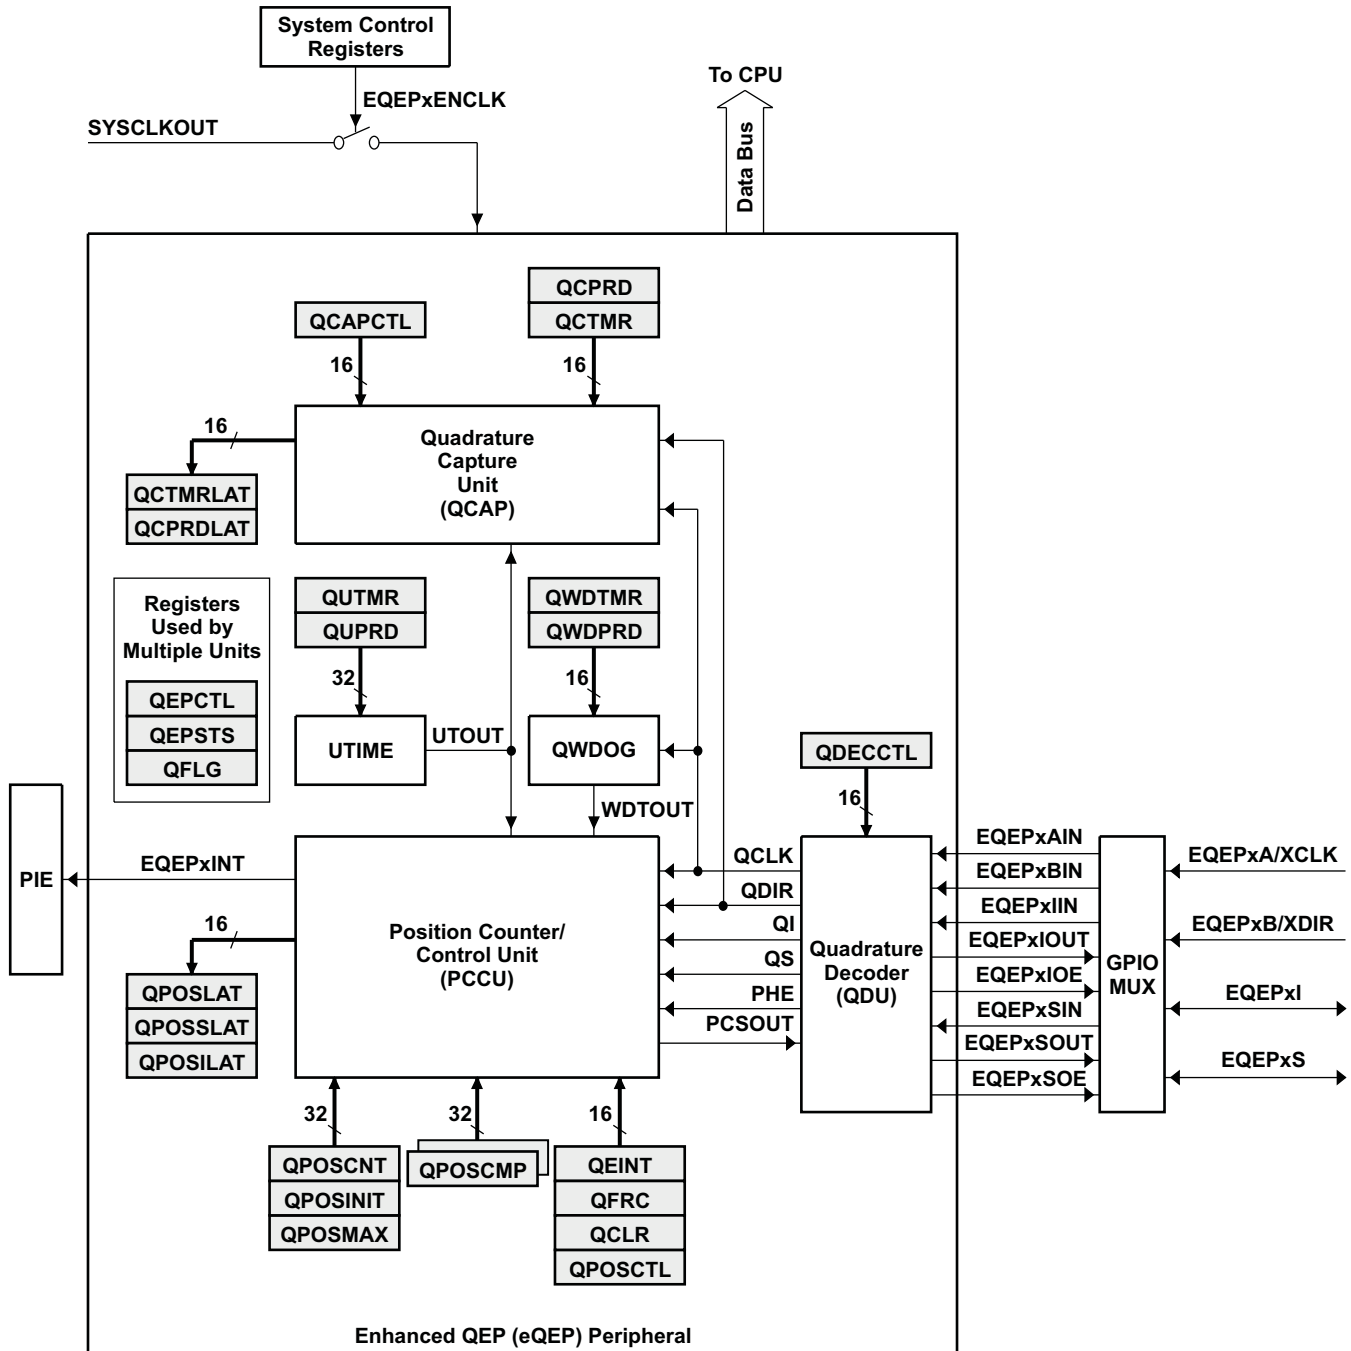 System Control
Registers
To CPU
EQEPxENCLK
SYSCLKOUT
Data Bus
QCPRD
QCTMR
QCAPCTL
16
16
16
Quadrature
Capture
Unit
(QCAP)
QCTMRLAT
QCPRDLAT
Registers
Used by
Multiple Units
QEPCTL
QEPSTS
QFLG
QUTMR
QUPRD
QWDTMR
QWDPRD
32
16
UTIME
UTOUT
QWDOG
QDECCTL
WDTOUT
16
PIE
EQEPxINT
16
QPOSLAT
QPOSSLAT
QPOSILAT
Position Counter/
Control Unit
(PCCU)
QCLK
QDIR
QI
QS
PHE
PCSOUT
Quadrature
Decoder
(QDU)
EQEPxAIN
EQEPxBIN
EQEPxIIN
EQEPxIOUT
EQEPxIOE
EQEPxSIN
EQEPxSOUT
EQEPxSOE
GPIO
MUX
EQEPxA/XCLK
EQEPxB/XDIR
EQEPxI
EQEPxS
32
32
16
QPOSCNT
QPOSINIT
QPOSMAX
QPOSCMP
QEINT
QFRC
QCLR
QPOSCTL
Enhanced QEP (eQEP) Peripheral